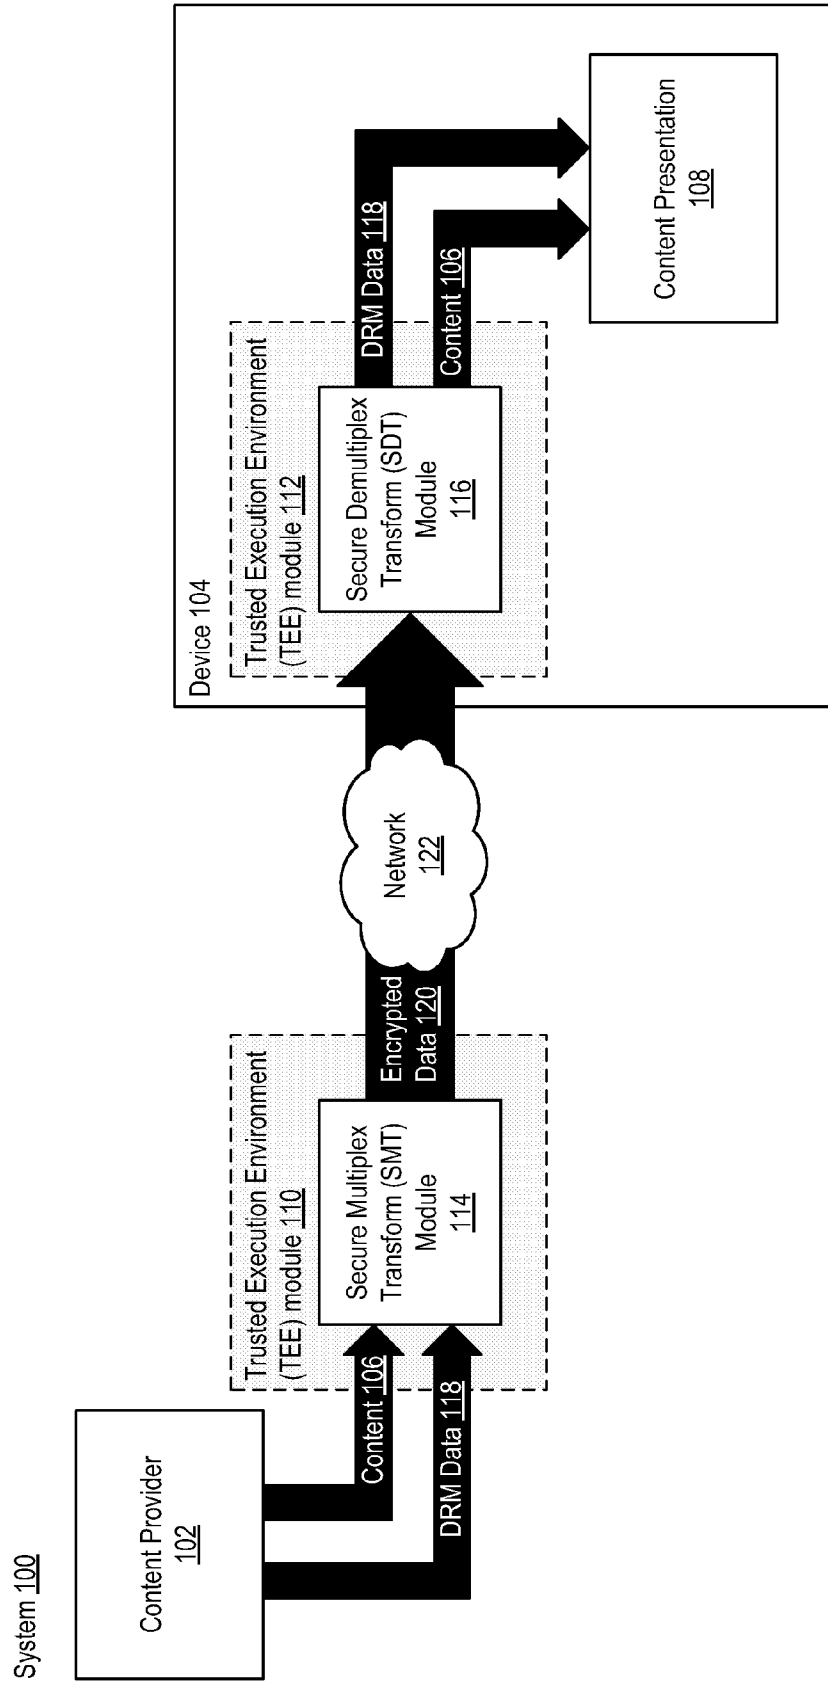 System 100
Content Provider
102
Content 106
DRM Data 118
Trusted Execution Environment
(TEE) module 110
Secure Multiplex
Transform (SMT)
Module
114
Encrypted
Data 120
Network
122
Device 104
Trusted Execution Environment
(TEE) module 112
Secure Demultiplex
Transform (SDT)
Module
116
DRM Data 118
Content 106
Content Presentation
108